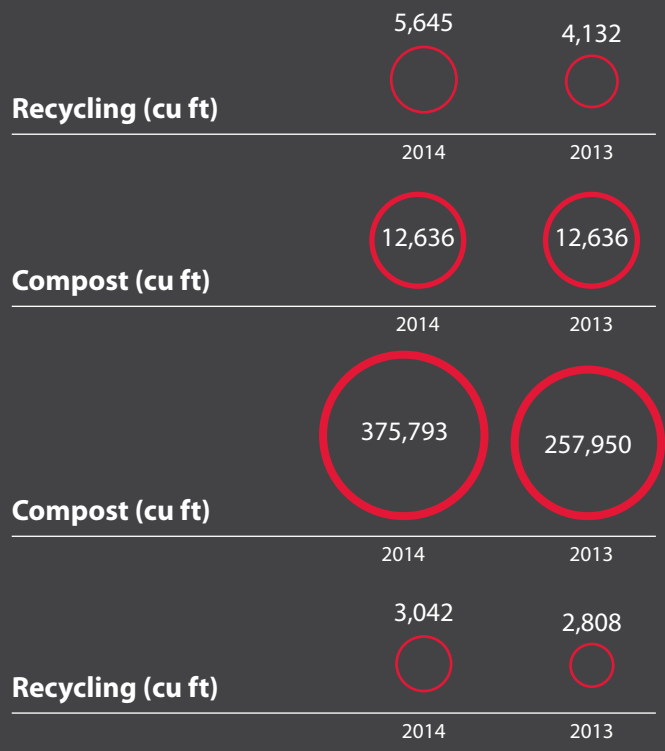 5,645 4,132
Recycling (cu ft)
2014 2013
12,636 12,636
Compost (cu ft)
2014 2013
375,793 257,950
Compost (cu ft)
2014 2013
3,042 2,808
Recycling (cu ft)
2014 2013